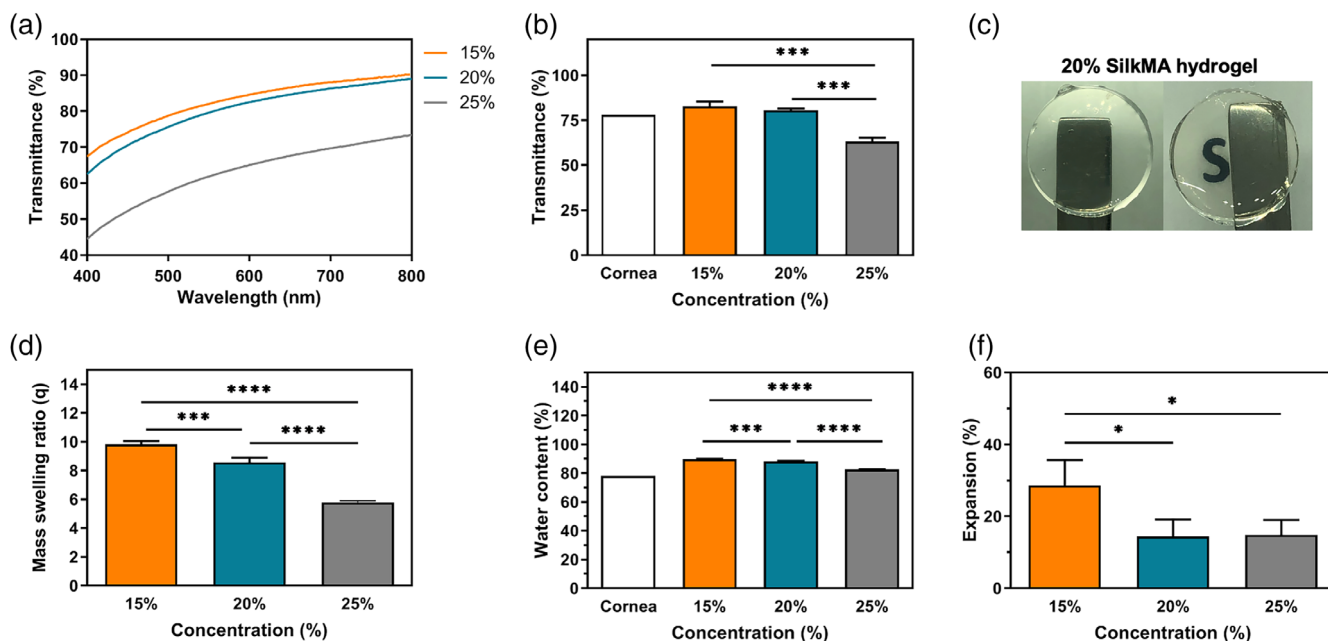 (a)
100
90
80
70
60
50
40
Transmittance (%)
400 500 600 700 800
Wavelength (nm)
15%
20%
25%
(b)
100
75
50
25
0
Transmittance (%)
***
***
Cornea 15% 20% 25%
Concentration (%)
(c)
20% SilkMA hydrogel
S
(d)
14
12
10
8
6
4
2
0
Mass swelling ratio (q)
****
***
****
15% 20% 25%
Concentration (%)
(e)
140
120
100
80
60
40
20
0
Water content (%)
****
***
****
Cornea 15% 20% 25%
Concentration (%)
(f)
60
40
20
0
Expansion (%)
*
*
15% 20% 25%
Concentration (%)